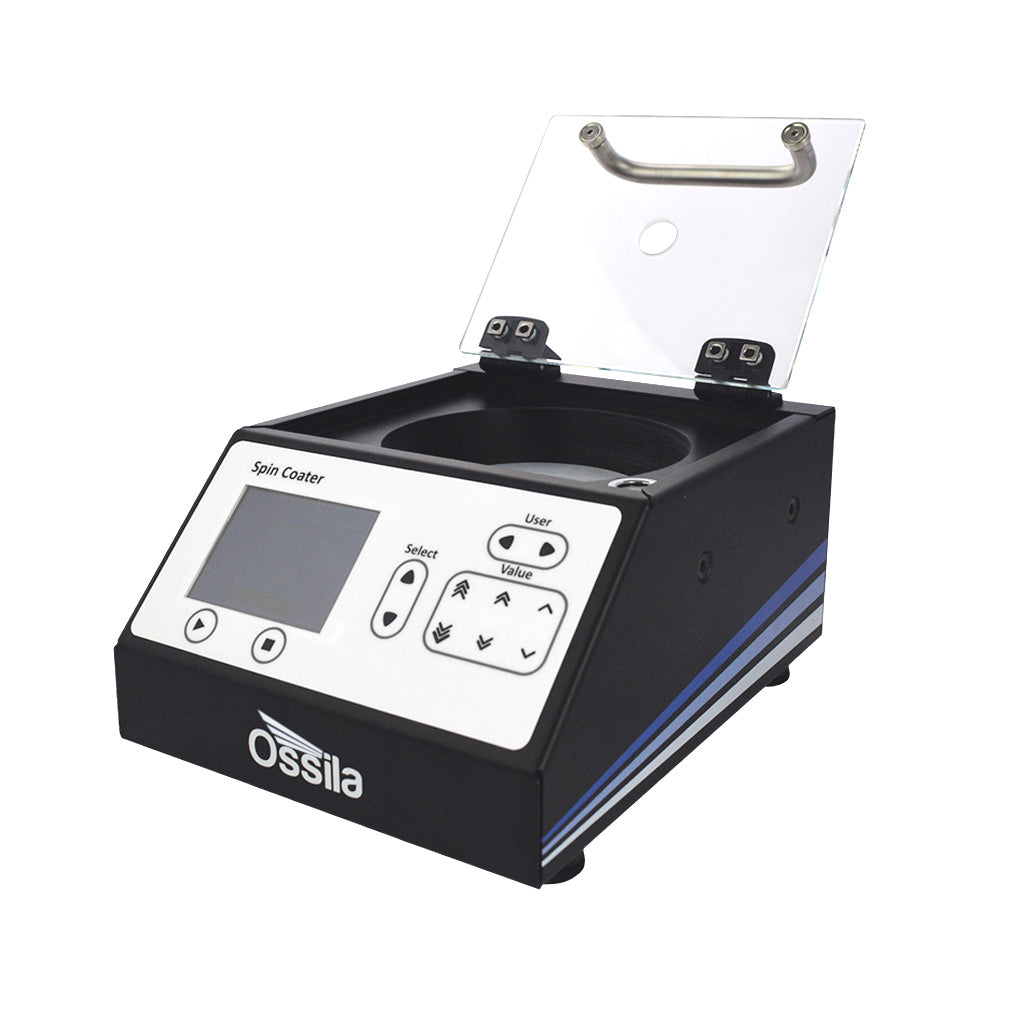 Spin Coater
User
Select
Value
Ossila